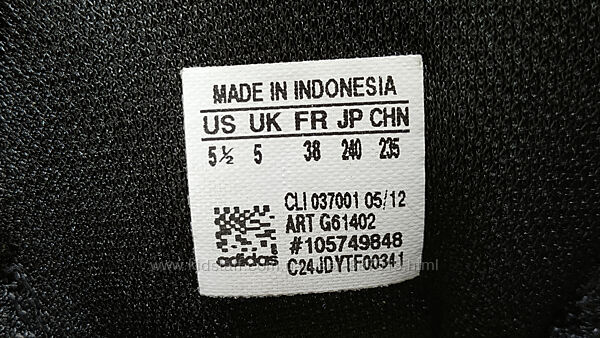 MADE IN INDONESIA
US UK FR JP CHN
5½ 5 38 240 235
CLI 037001 05/12
ART G61402
#105749848
adidas
C24JDYTF00341